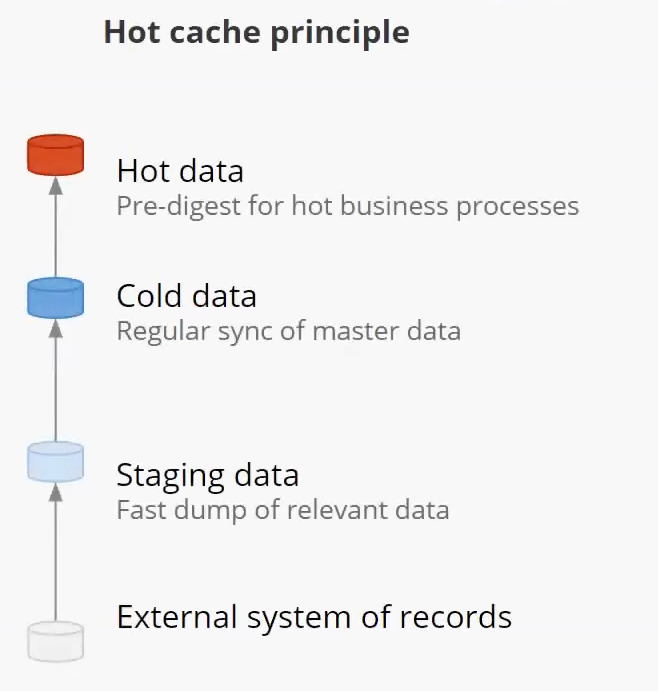 Hot cache principle
Hot data
Pre-digest for hot business processes
Cold data
Regular sync of master data
Staging data
Fast dump of relevant data
External system of records